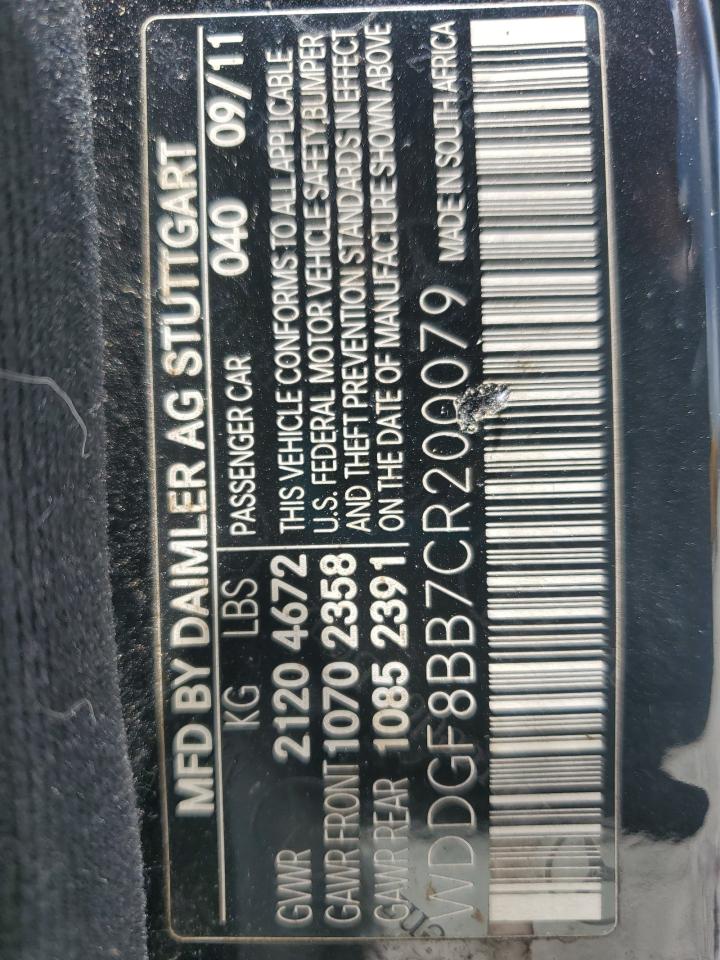 MFD BY DAIMLER AG STUTTGART
KG LBS PASSENGER CAR 040 09/11
GVWR 2120 4672 THIS VEHICLE CONFORMS TO ALL APPLICABLE
U.S. FEDERAL MOTOR VEHICLE SAFETY BUMPER
GAWR FRONT 1070 2358 AND THEFT PREVENTION STANDARDS IN EFFECT
GAWR REAR 1085 2391 ON THE DATE OF MANUFACTURE SHOWN ABOVE
WDDGF8BB7CR200079 MADE IN SOUTH AFRICA